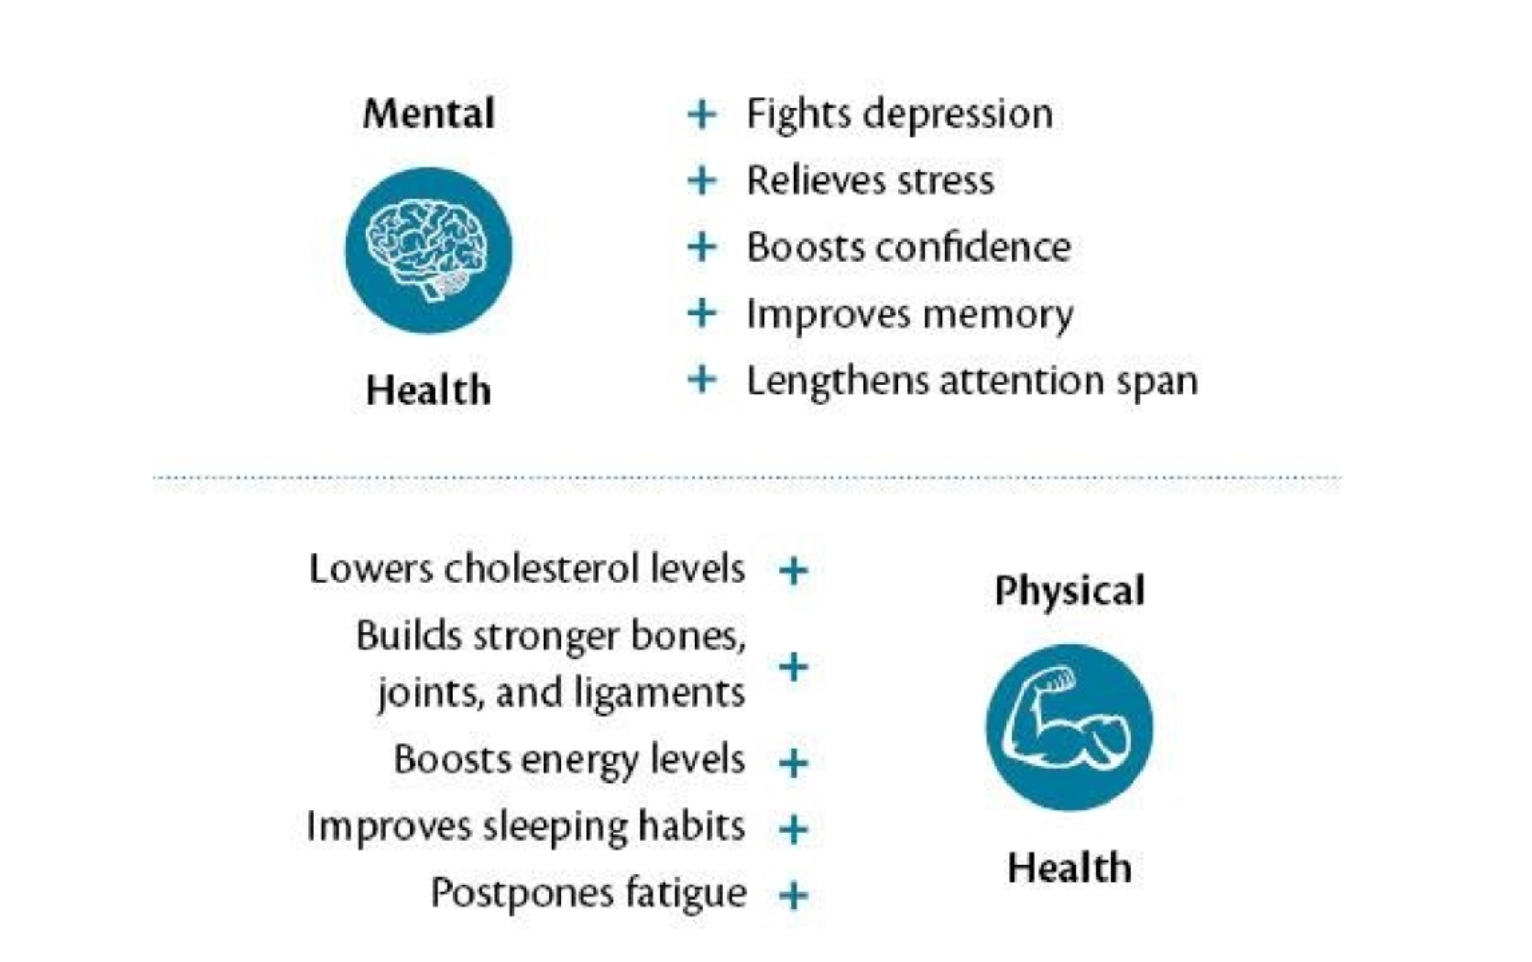 Mental
Health
+ Fights depression
+ Relieves stress
+ Boosts confidence
+ Improves memory
+ Lengthens attention span
Lowers cholesterol levels +
Builds stronger bones,
joints, and ligaments +
Boosts energy levels +
Improves sleeping habits +
Postpones fatigue +
Physical
Health